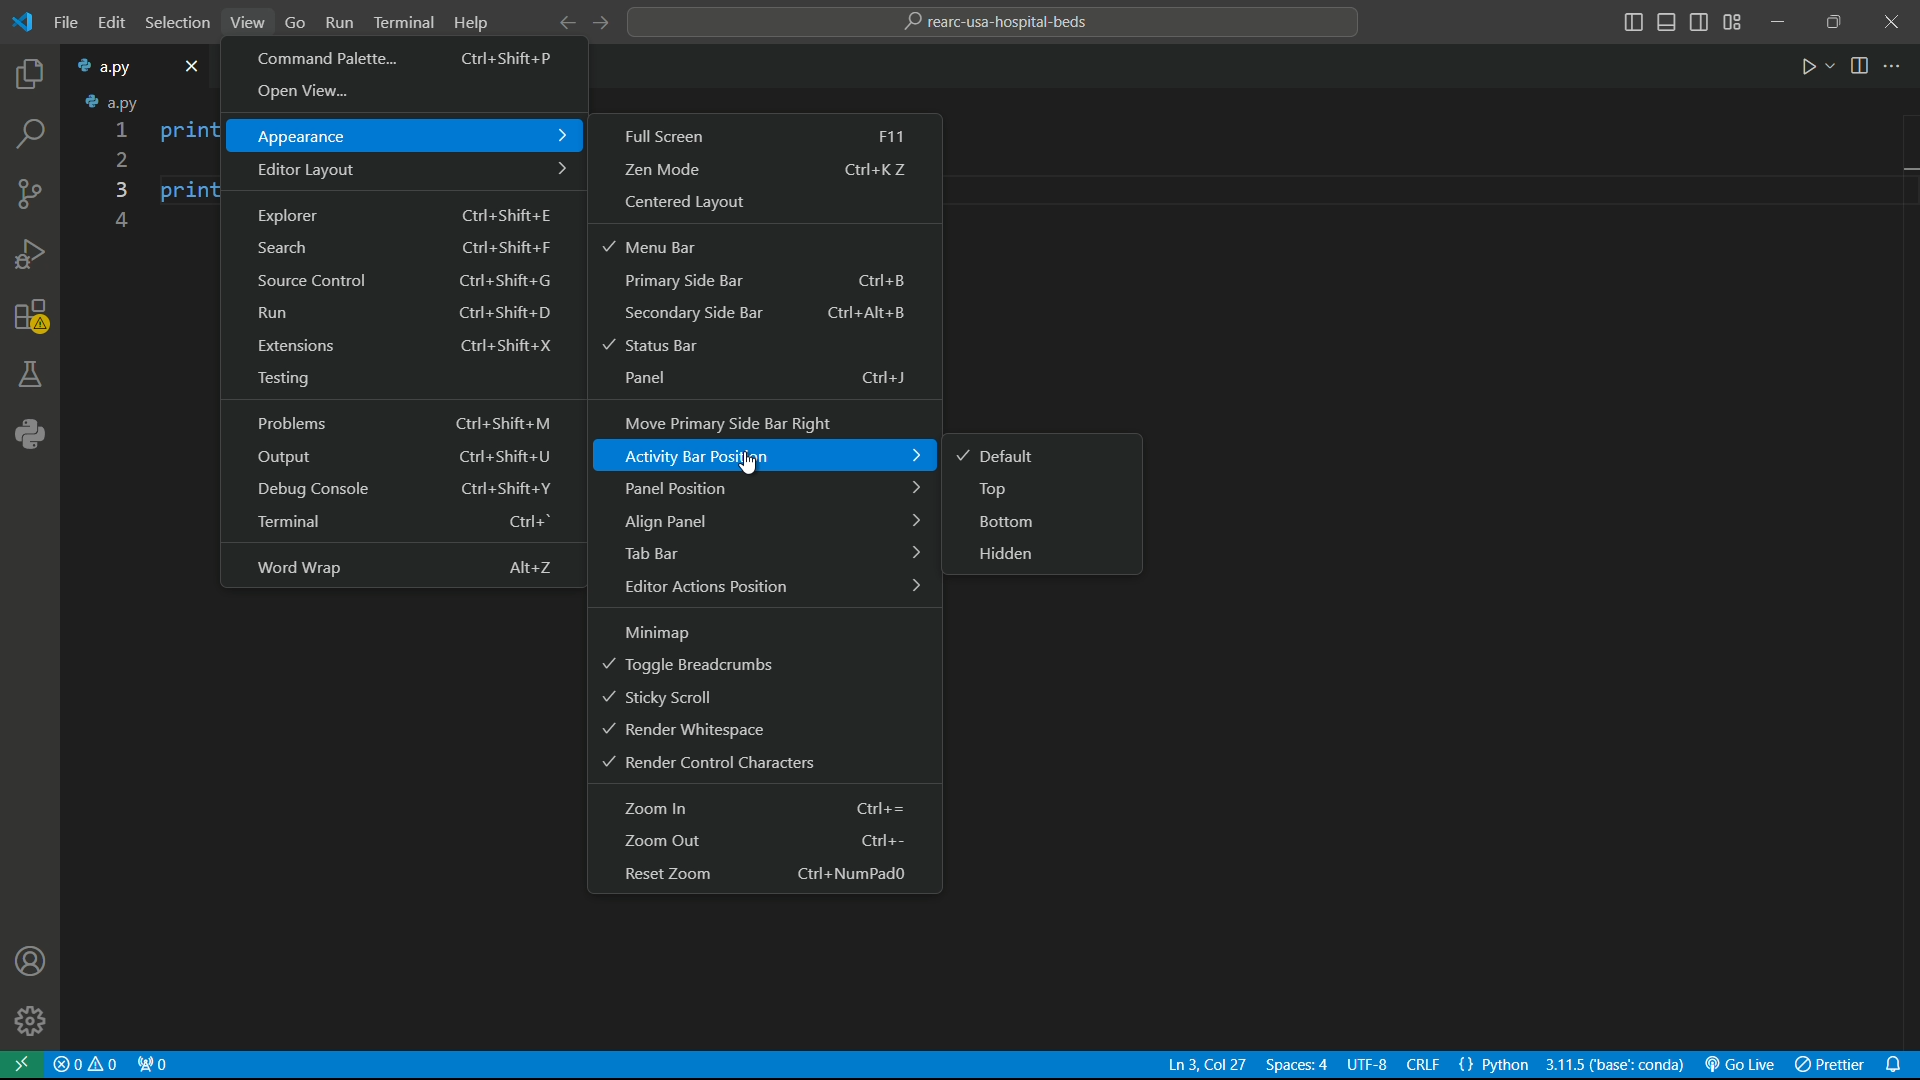 File Edit Selection View Go Run Terminal Help
rearc-usa-hospital-beds
a.py
a.py
1 print
2
3 print
4
Command Palette... Ctrl+Shift+P
Open View...
Appearance
Editor Layout
Explorer Ctrl+Shift+E
Search Ctrl+Shift+F
Source Control Ctrl+Shift+G
Run Ctrl+Shift+D
Extensions Ctrl+Shift+X
Testing
Problems Ctrl+Shift+M
Output Ctrl+Shift+U
Debug Console Ctrl+Shift+Y
Terminal Ctrl+`
Word Wrap Alt+Z
Full Screen F11
Zen Mode Ctrl+K Z
Centered Layout
Menu Bar
Primary Side Bar Ctrl+B
Secondary Side Bar Ctrl+Alt+B
Status Bar
Panel Ctrl+J
Move Primary Side Bar Right
Activity Bar Position
Panel Position
Align Panel
Tab Bar
Editor Actions Position
Minimap
Toggle Breadcrumbs
Sticky Scroll
Render Whitespace
Render Control Characters
Zoom In Ctrl+=
Zoom Out Ctrl+-
Reset Zoom Ctrl+NumPad0
Default
Top
Bottom
Hidden
0 0 0 Ln 3, Col 27 Spaces: 4 UTF-8 CRLF {} Python 3.11.5 ('base': conda) Go Live Prettier